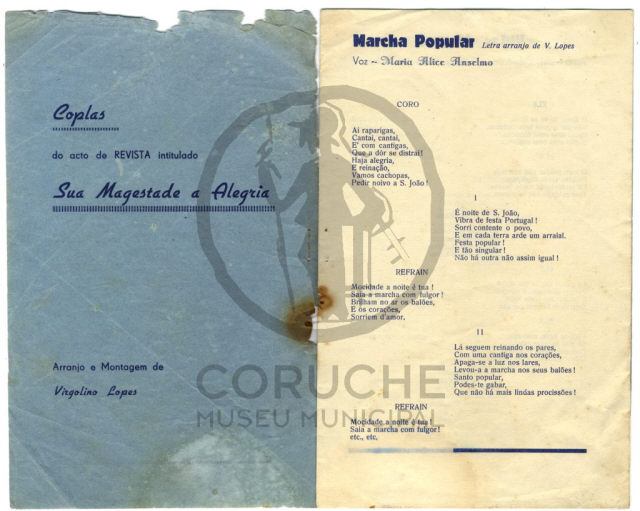 Coplas
do acto de REVISTA intitulado
Sua Magestade a Alegria
Arranjo e Montagem de
Virgolino Lopes
Marcha Popular Letra arranjo de V. Lopes
Voz - Maria Alice Anselmo
CORO
Ai raparigas,
Cantai, cantai,
E' com cantigas,
Que a dôr se distrai!
Haja alegria,
E reinação,
Vamos cachopas,
Pedir noivo a S. João!
I
É noite de S. João,
Vibra de festa Portugal!
Sorri contente o povo,
E em cada terra arde um arraial.
Festa popular!
E tão singular!
Não há outra não assim igual!
REFRAIN
Mocidade a noite é tua!
Saia a marcha com fulgor!
Brilham no ar os balões,
E os corações,
Sorriem d'amor,
II
Lá seguem reinando os pares,
Com uma cantiga nos corações,
Apaga-se a luz nos lares,
Levou-a a marcha nos seus balões!
Santo popular,
Podes-te gabar,
Que não há mais lindas procissões!
REFRAIN
Mocidade a noite é tua!
Saia a marcha com fulgor!
etc., etc.
CORUCHE
MUSEU MUNICIPAL